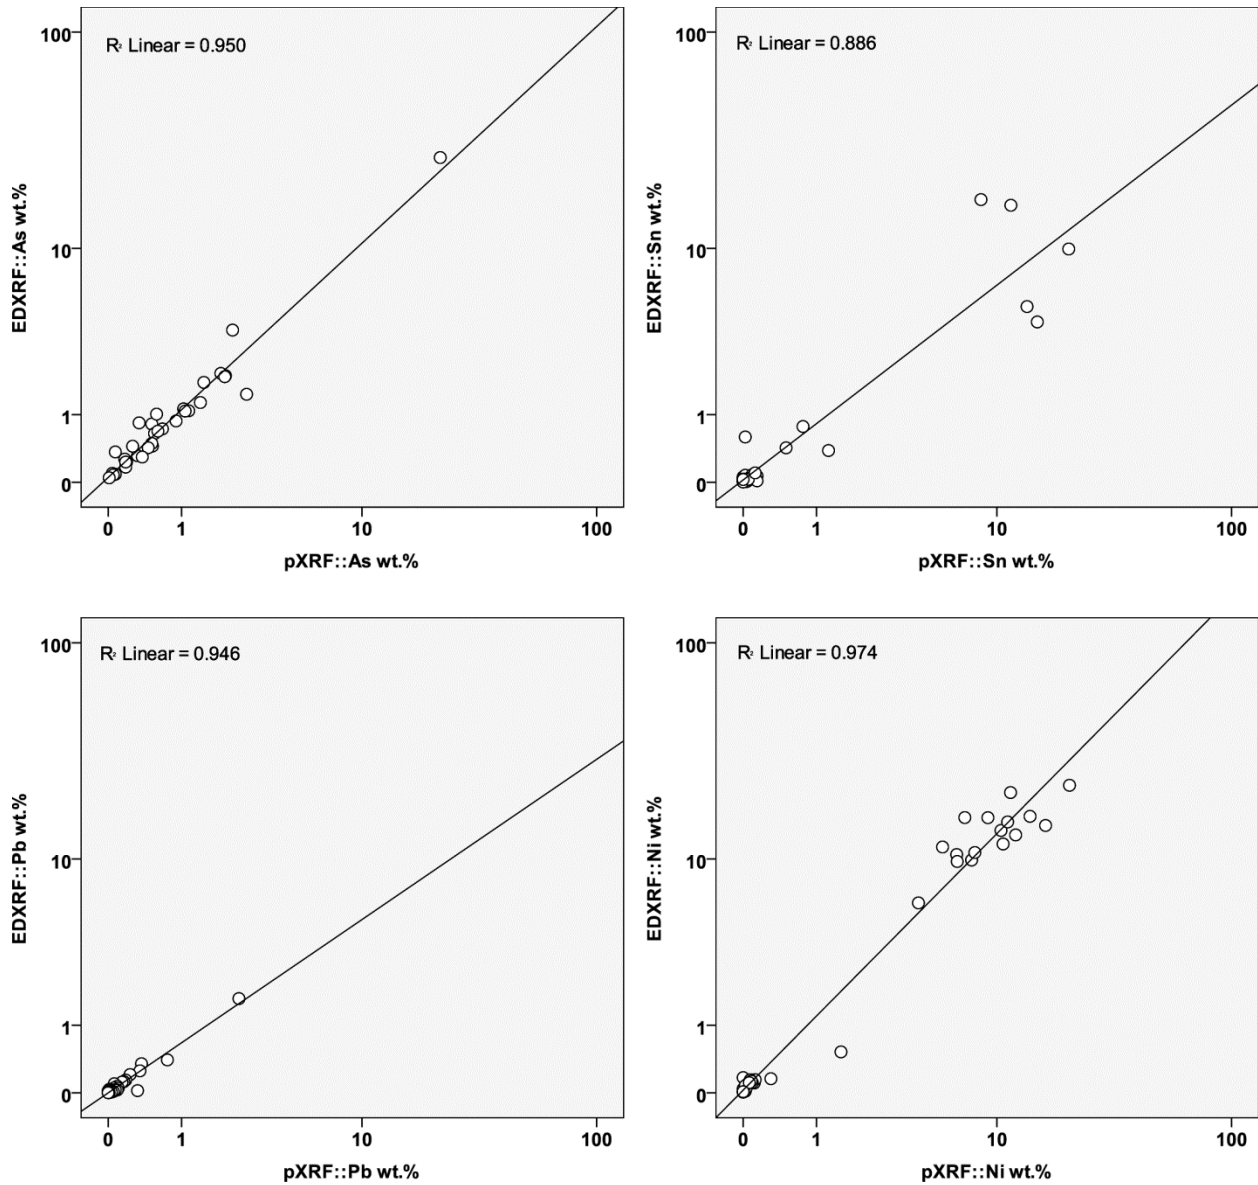 R² Linear = 0.950
100
10
1
0
EDXRF::As wt.%
0 1 10 100
pXRF::As wt.%
R² Linear = 0.886
100
10
1
0
EDXRF::Sn wt.%
0 1 10 100
pXRF::Sn wt.%
R² Linear = 0.946
100
10
1
0
EDXRF::Pb wt.%
0 1 10 100
pXRF::Pb wt.%
R² Linear = 0.974
100
10
1
0
EDXRF::Ni wt.%
0 1 10 100
pXRF::Ni wt.%